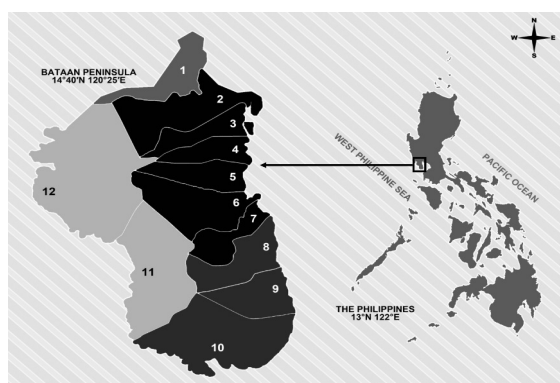 N
W E
S
BATAAN PENINSULA
14°40'N 120°25'E
1
2
3
4
5
6
7
8
9
10
11
12
WEST PHILIPPINE SEA
PACIFIC OCEAN
THE PHILIPPINES
13°N 122°E